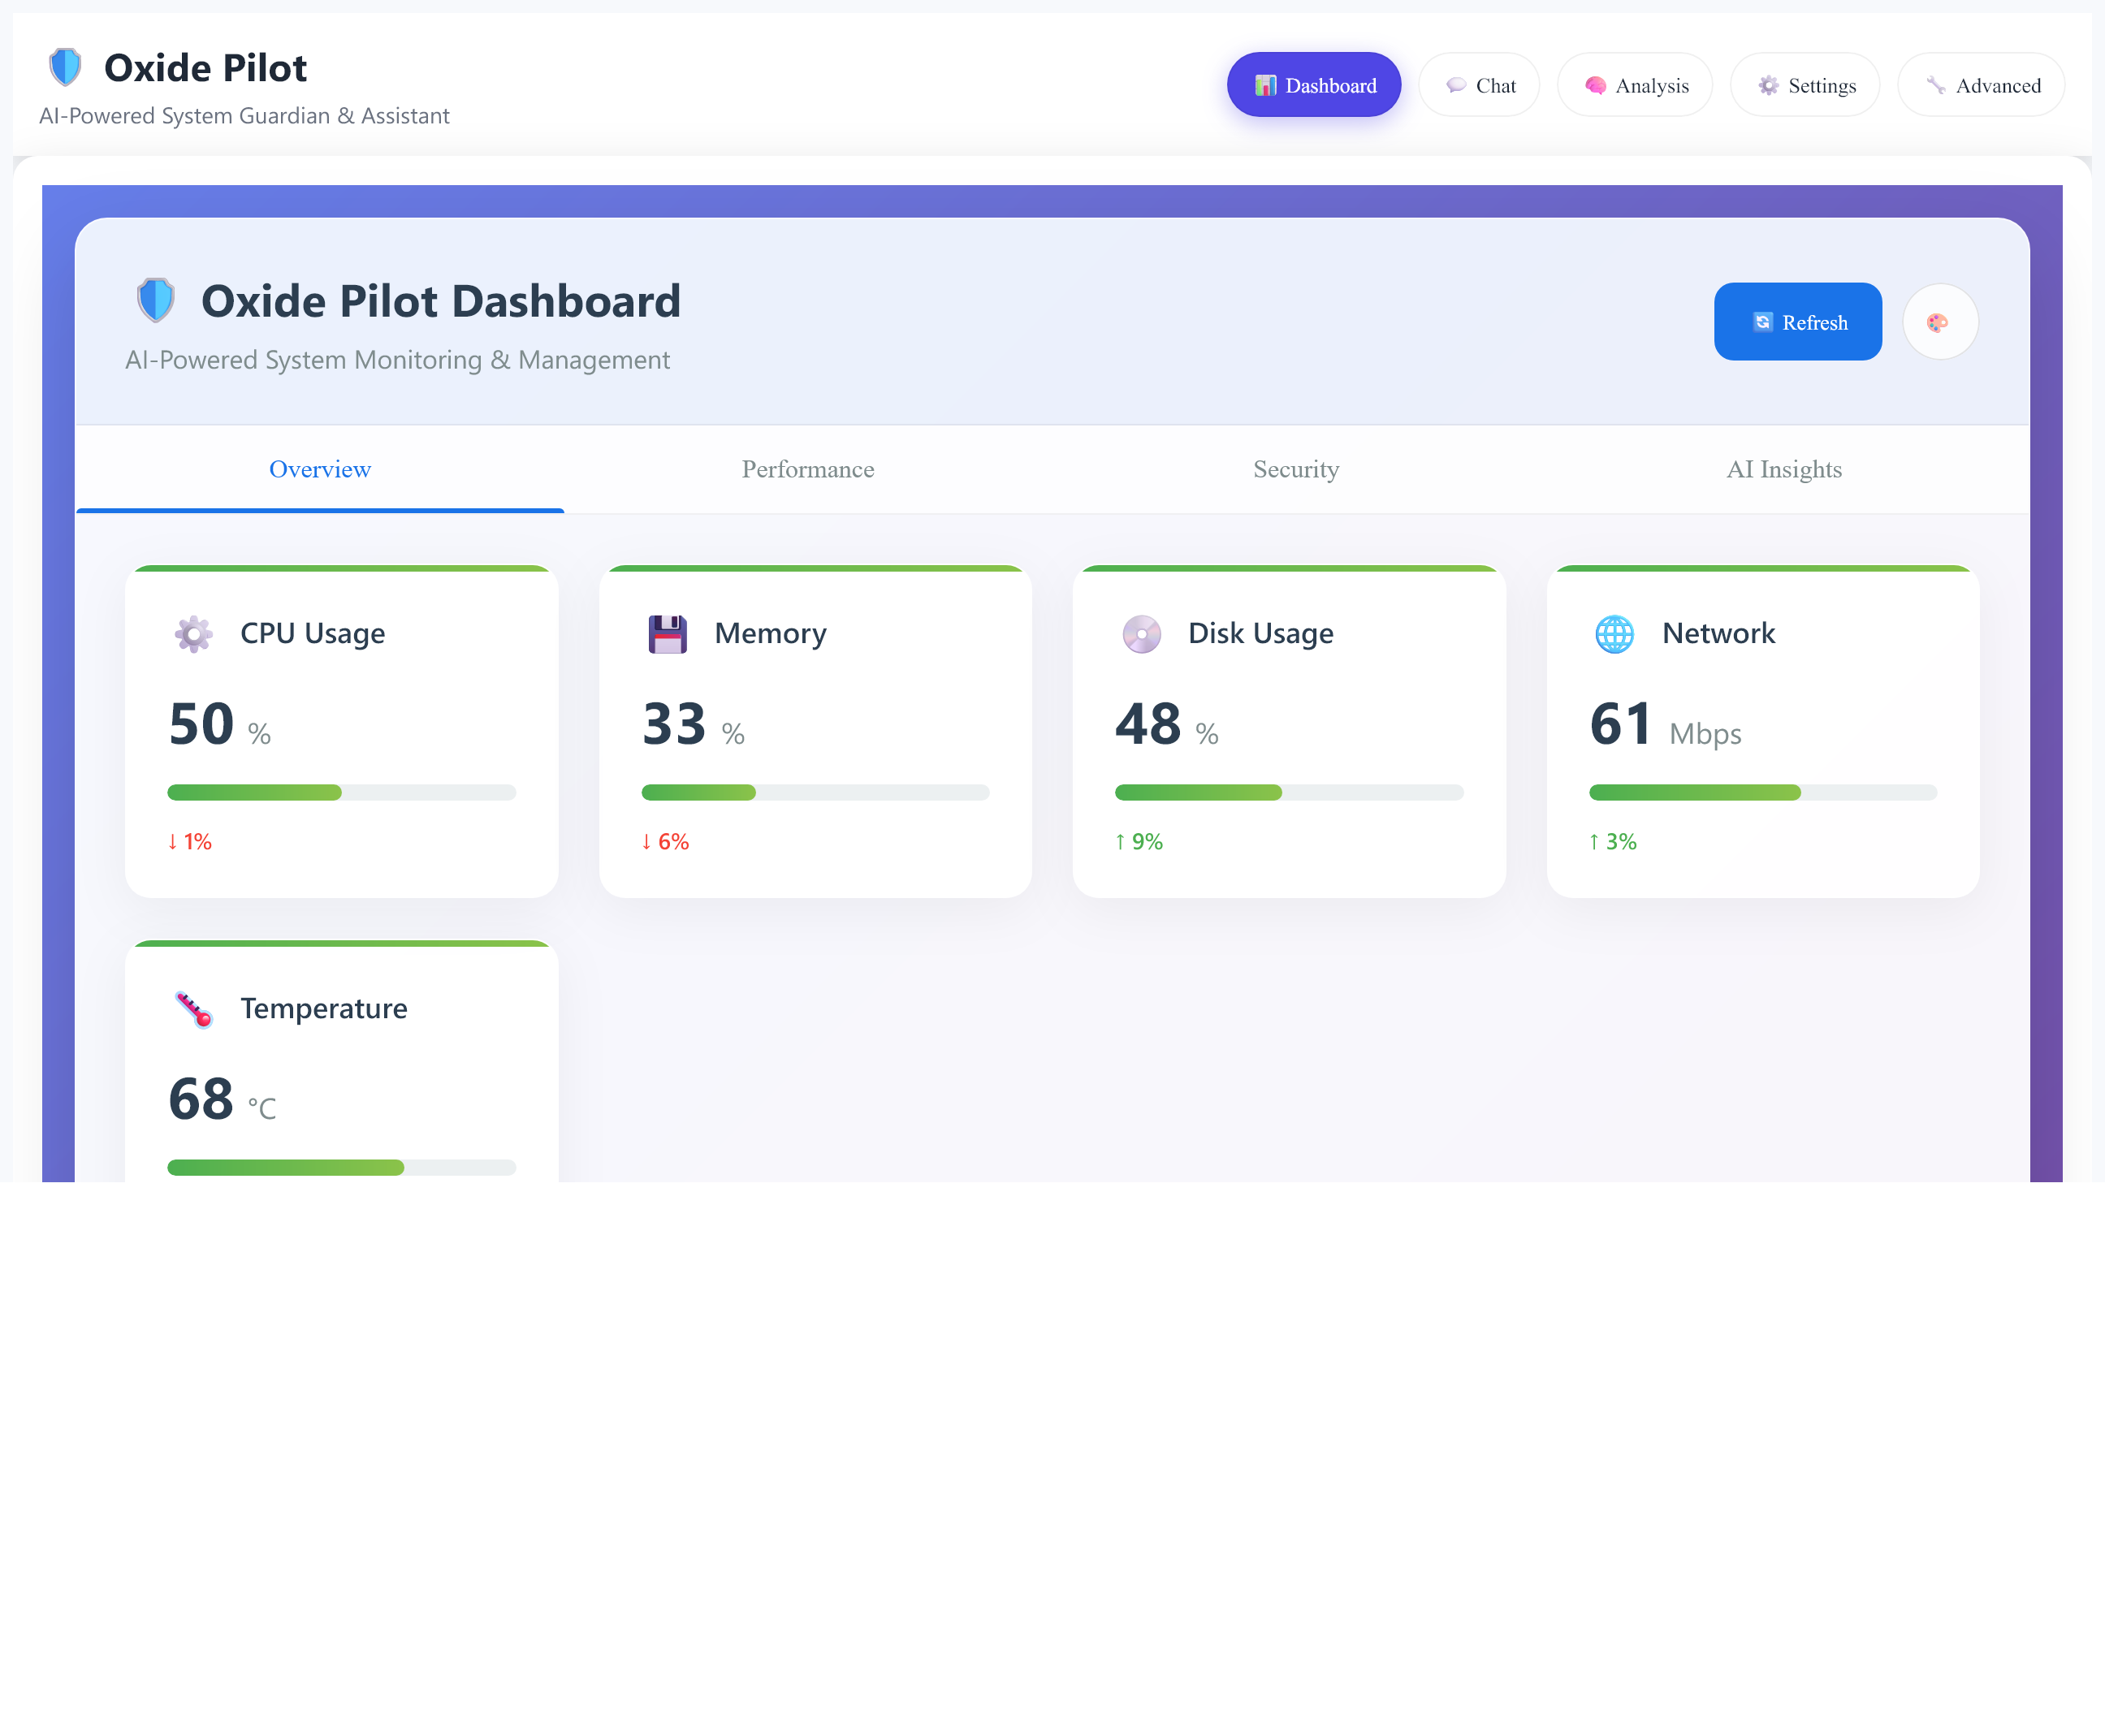 Oxide Pilot
AI-Powered System Guardian & Assistant
Dashboard
Chat
Analysis
Settings
Advanced
Oxide Pilot Dashboard
AI-Powered System Monitoring & Management
Refresh
Overview
Performance
Security
AI Insights
CPU Usage
50 %
↓ 1%
Memory
33 %
↓ 6%
Disk Usage
48 %
↑ 9%
Network
61 Mbps
↑ 3%
Temperature
68 °C